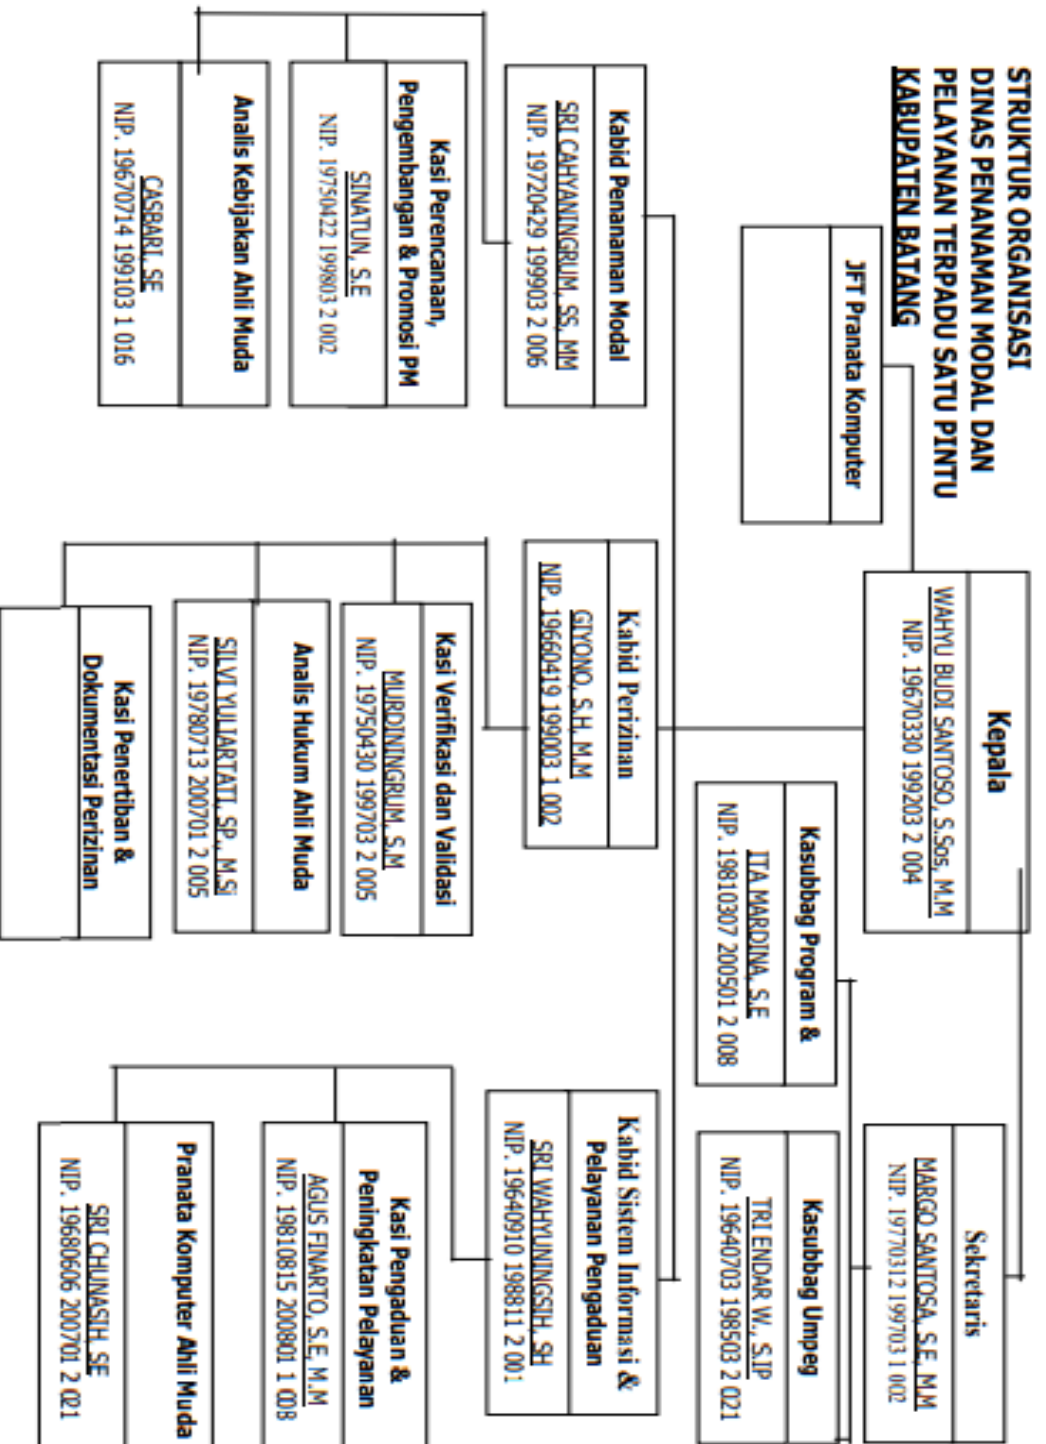 STRUKTUR ORGANISASI
DINAS PENANAMAN MODAL DAN
PELAYANAN TERPADU SATU PINTU
KABUPATEN BATANG
Kepala
WAHYU BUDI SANTOSO, S.Sos, M.M
NIP. 19670330 199203 2 004
Sekretaris
MARGO SANTOSA, S.E, M.M
NIP. 19770312 199703 1 002
JFT Pranata Komputer
Kasubbag Program &
ITA MARDINA, S.E
NIP. 19810307 200501 2 008
Kasubbag Umpeg
TRI ENDAR W., S.IP
NIP. 19640703 198503 2 021
Kabid Penanaman Modal
SRI CAHYANINGRUM, SS, MM
NIP. 19720429 199903 2 006
Kabid Perizinan
GIYONO, S.H, M.M
NIP. 19660419 199003 1 002
Kabid Sistem Informasi &
Pelayanan Pengaduan
SRI WAHYUNINGSIH, SH
NIP. 19640910 198811 2 001
Kasi Perencanaan,
Pengembangan & Promosi PM
SINATUN, S.E
NIP. 19750422 199803 2 002
Kasi Verifikasi dan Validasi
MURDININGRUM, S.M
NIP. 19750430 199703 2 005
Kasi Pengaduan &
Peningkatan Pelayanan
AGUS FINARTO, S.E, M.M
NIP. 19810815 200801 1 008
Analis Kebijakan Ahli Muda
CASBARI, SE
NIP. 19670714 199103 1 016
Analis Hukum Ahli Muda
SILVI YULIARTATI, SP., M.Si
NIP. 19780713 200701 2 005
Pranata Komputer Ahli Muda
SRI CHUNASIH, SE
NIP. 19680606 200701 2 021
Kasi Penertiban &
Dokumentasi Perizinan